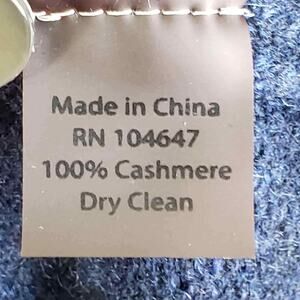 Made in China
RN 104647
100% Cashmere
Dry Clean